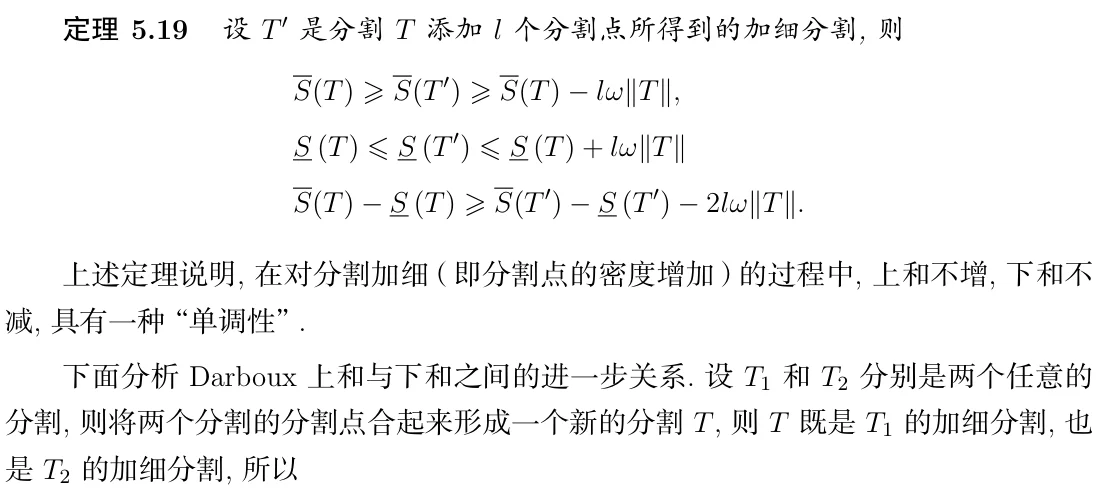 定理 5.19 设 T′ 是分割 T 添加 l 个分割点所得到的加细分割, 则
S̅(T) ⩾ S̅(T′) ⩾ S̅(T) − lω‖T‖,
S̲(T) ⩽ S̲(T′) ⩽ S̲(T) + lω‖T‖
S̅(T) − S̲(T) ⩾ S̅(T′) − S̲(T′) − 2lω‖T‖.
上述定理说明, 在对分割加细（即分割点的密度增加）的过程中, 上和不增, 下和不
减, 具有一种 “单调性” .
下面分析 Darboux 上和与下和之间的进一步关系. 设 T₁ 和 T₂ 分别是两个任意的
分割, 则将两个分割的分割点合起来形成一个新的分割 T, 则 T 既是 T₁ 的加细分割, 也
是 T₂ 的加细分割, 所以